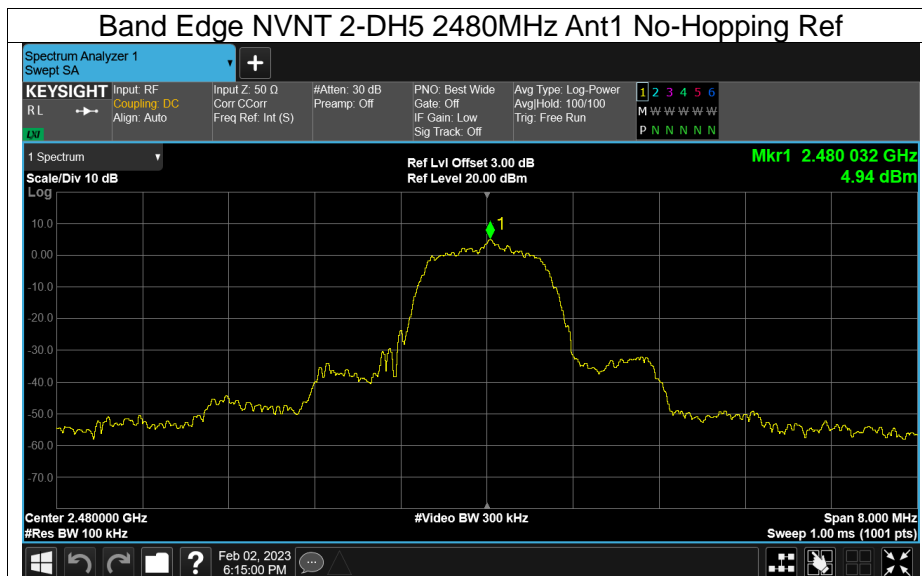 Band Edge NVNT 2-DH5 2480MHz Ant1 No-Hopping Ref
Spectrum Analyzer 1
Swept SA
KEYSIGHT
R L
LXI
Input: RF
Coupling: DC
Align: Auto
Input Z: 50 Ω
Corr CCorr
Freq Ref: Int (S)
#Atten: 30 dB
Preamp: Off
PNO: Best Wide
Gate: Off
IF Gain: Low
Sig Track: Off
Avg Type: Log-Power
Avg|Hold: 100/100
Trig: Free Run
1 2 3 4 5 6
M W W W W W
P N N N N N
1 Spectrum
Scale/Div 10 dB
Ref Lvl Offset 3.00 dB
Ref Level 20.00 dBm
Mkr1 2.480 032 GHz
4.94 dBm
Log
1
10.0
0.00
-10.0
-20.0
-30.0
-40.0
-50.0
-60.0
-70.0
Center 2.480000 GHz
#Video BW 300 kHz
Span 8.000 MHz
#Res BW 100 kHz
Sweep 1.00 ms (1001 pts)
Feb 02, 2023
6:15:00 PM